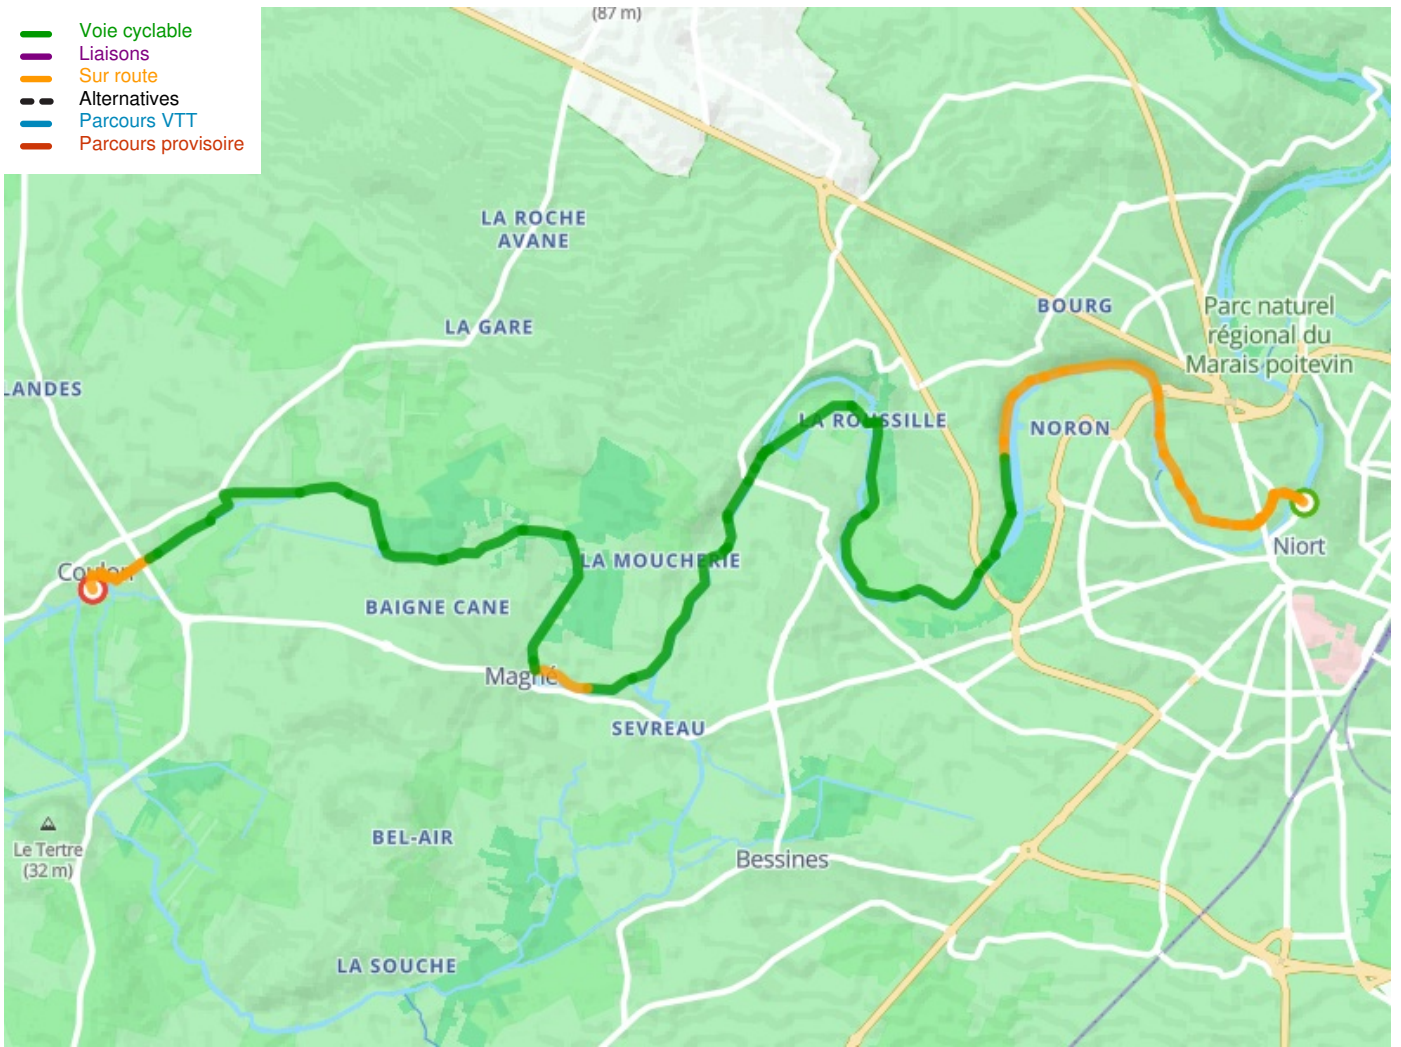 Voie cyclable
Liaisons
Sur route
Alternatives
Parcours VTT
Parcours provisoire
(87 m)
LA ROCHE
AVANE
LA GARE
BOURG
Parc naturel
régional du
Marais poitevin
LANDES
LA ROUSSILLE
NORON
Niort
Coulon
LA MOUCHERIE
BAIGNE CANE
Magné
SEVREAU
BEL-AIR
Le Tertre
(32 m)
Bessines
LA SOUCHE